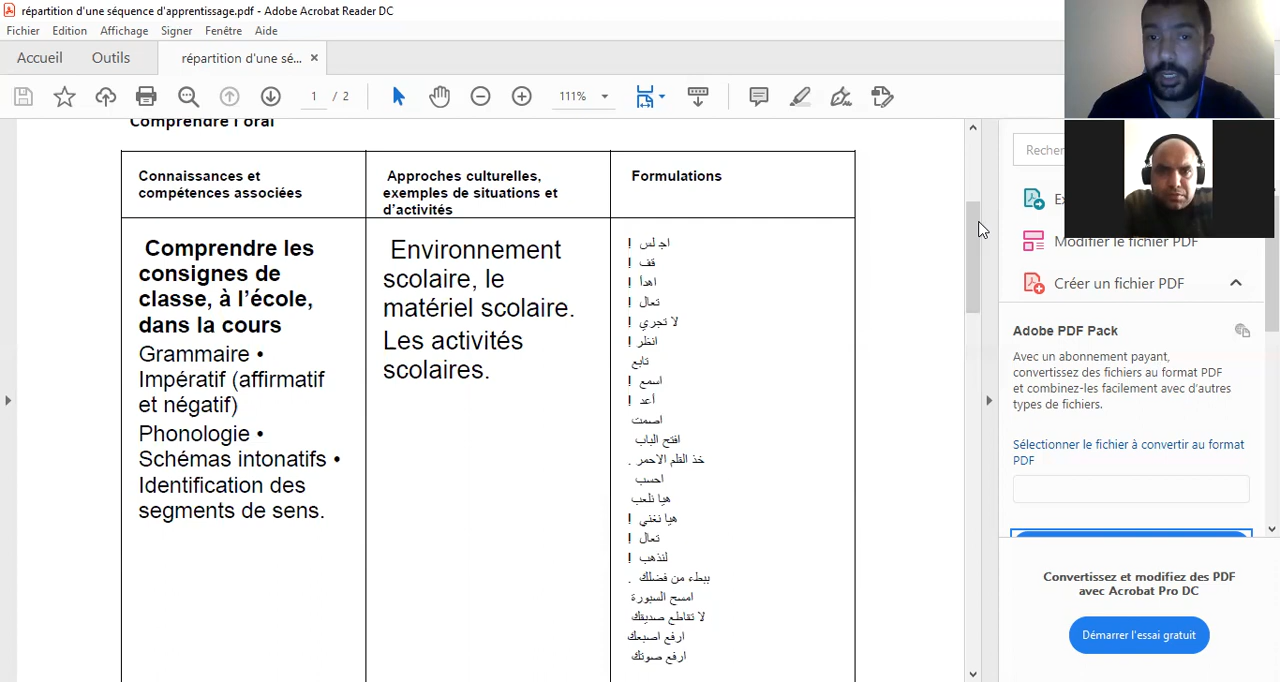 répartition d'une séquence d'apprentissage.pdf - Adobe Acrobat Reader DC
Fichier Edition Affichage Signer Fenêtre Aide
Accueil Outils répartition d'une sé... ×
1 / 2 111%
Comprendre l'oral
Connaissances et
compétences associées
Approches culturelles,
exemples de situations et
d'activités
Formulations
Comprendre les
consignes de
classe, à l'école,
dans la cours
Grammaire •
Impératif (affirmatif
et négatif)
Phonologie •
Schémas intonatifs •
Identification des
segments de sens.
Environnement
scolaire, le
matériel scolaire.
Les activités
scolaires.
اجلس !
قف !
اهدأ !
تعال !
لا تجري !
انظر !
تابع
اسمع !
أعد !
اصمت
افتح الباب
خذ القلم الاحمر .
احسب
هيا نلعب
هيا نغني !
تعال !
لنذهب !
ببطء من فضلك .
امسح السبورة
لا تقاطع صديقك
ارفع اصبعك
ارفع صوتك
Recher
Ex
Modifier le fichier PDF
Créer un fichier PDF
Adobe PDF Pack
Avec un abonnement payant,
convertissez des fichiers au format PDF
et combinez-les facilement avec d'autres
types de fichiers.
Sélectionner le fichier à convertir au format
PDF
Convertissez et modifiez des PDF
avec Acrobat Pro DC
Démarrer l'essai gratuit